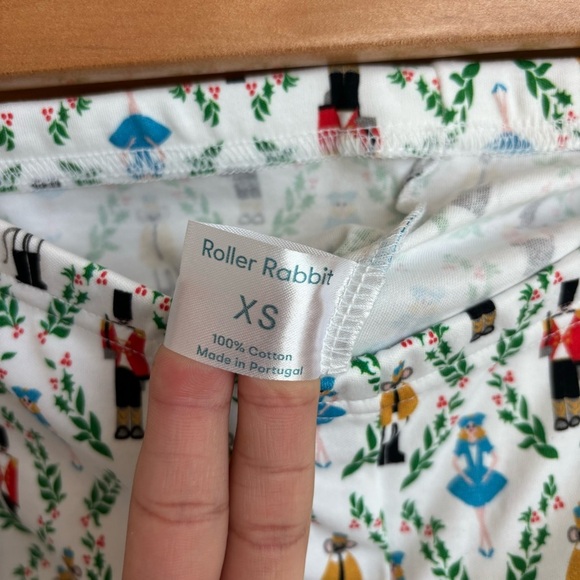 Roller Rabbit
XS
100% Cotton
Made in Portugal